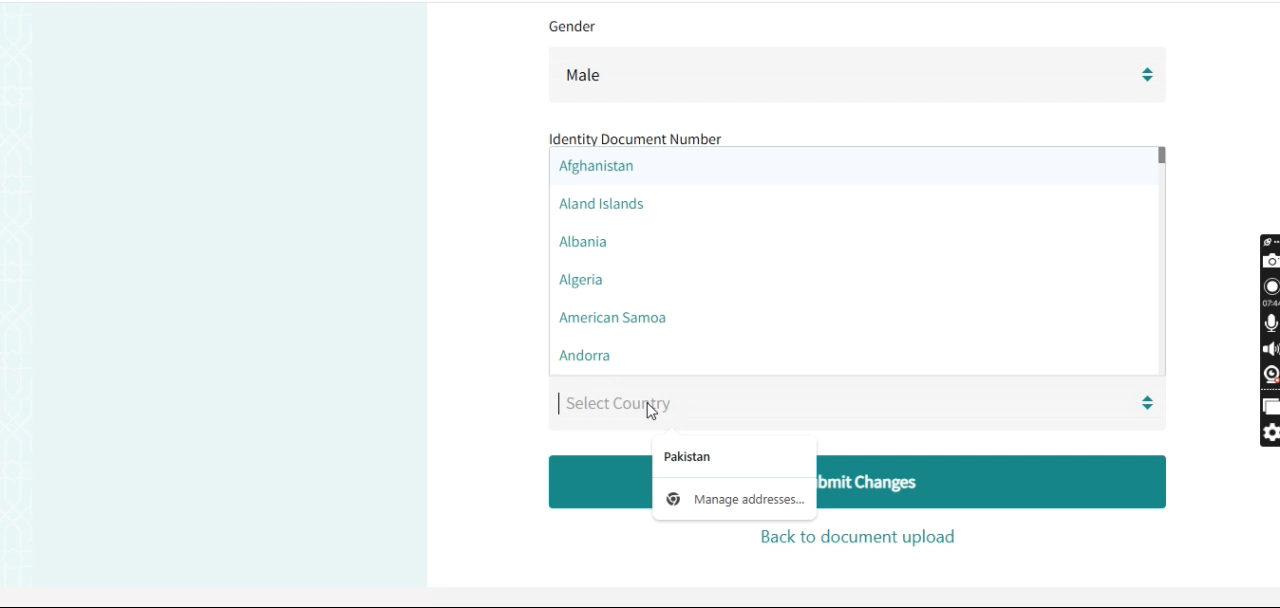 Gender
Male
Identity Document Number
Afghanistan
Aland Islands
Albania
Algeria
American Samoa
Andorra
Select Country
Pakistan
bmit Changes
Manage addresses...
Back to document upload